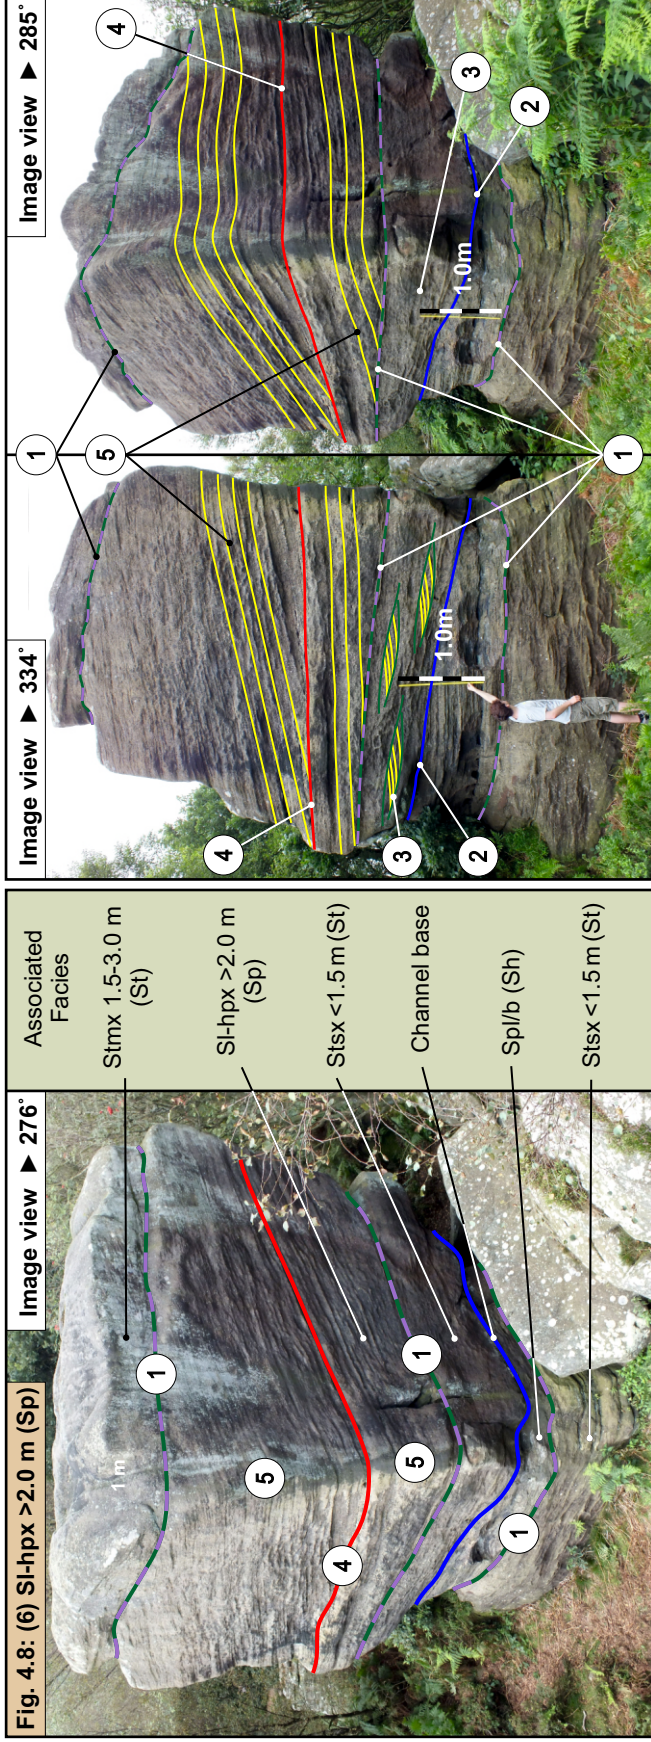 Fig. 4.8: (6) Sl-hpx >2.0 m (Sp)
Image view ► 276°
Associated
Facies
Stmx 1.5-3.0 m
(St)
Sl-hpx >2.0 m
(Sp)
Stsx <1.5 m (St)
Channel base
Spl/b (Sh)
Stsx <1.5 m (St)
1 m
1
5
4
5
1
1
Image view ► 334°
4
3
2
1.0m
1
5
1
Image view ► 285°
4
3
2
1.0m